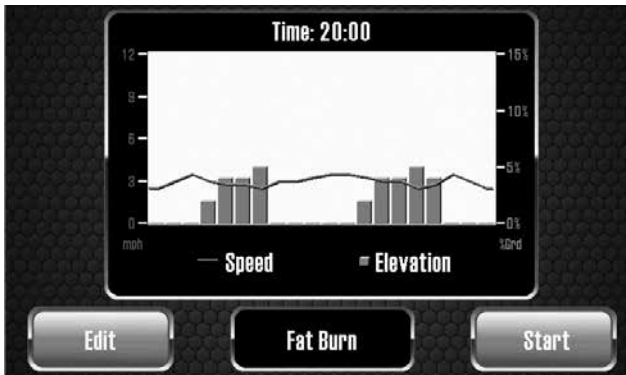 Time: 20:00
12
15%
9
10%
6
5%
3
0
0%
mph
%Grd
Speed
Elevation
Edit
Fat Burn
Start